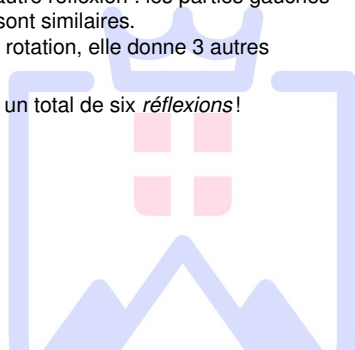 autre réflexion : les parties gauches
sont similaires.
rotation, elle donne 3 autres
un total de six réflexions!